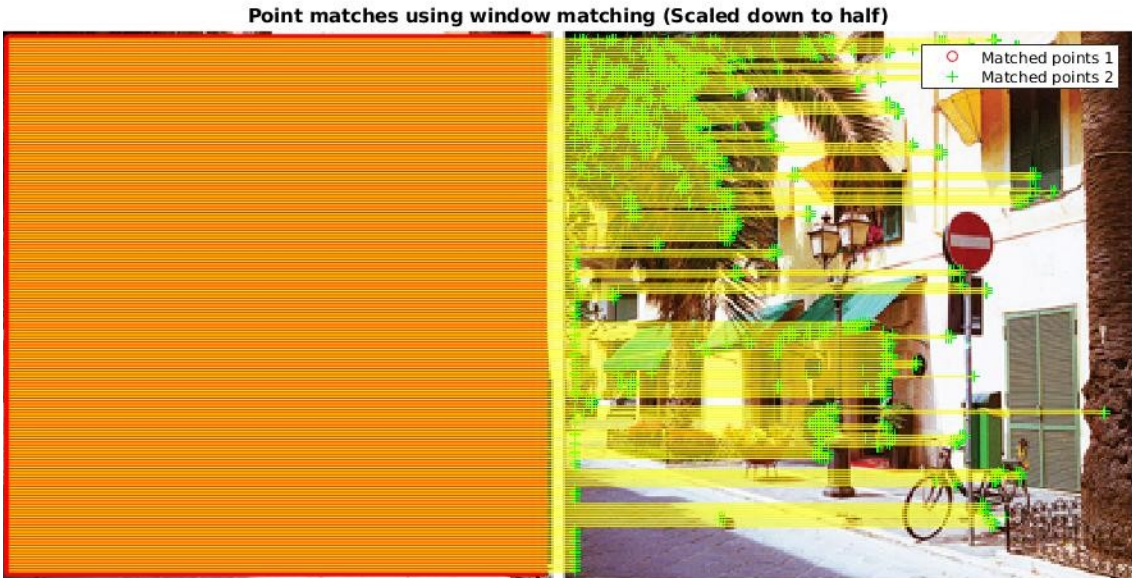 Point matches using window matching (Scaled down to half)
Matched points 1
Matched points 2